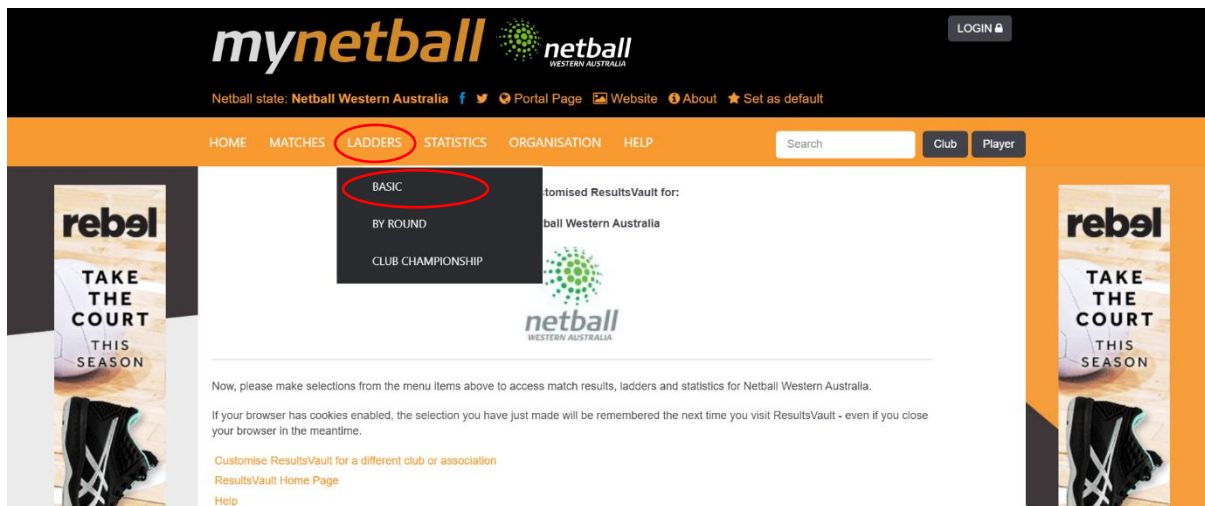 mynetball netball
WESTERN AUSTRALIA
LOGIN
Netball state: Netball Western Australia Portal Page Website About Set as default
HOME MATCHES LADDERS STATISTICS ORGANISATION HELP Search Club Player
BASIC
BY ROUND
CLUB CHAMPIONSHIP
tomised ResultsVault for:
ball Western Australia
netball
WESTERN AUSTRALIA
rebel
TAKE
THE
COURT
THIS
SEASON
Now, please make selections from the menu items above to access match results, ladders and statistics for Netball Western Australia.
If your browser has cookies enabled, the selection you have just made will be remembered the next time you visit ResultsVault - even if you close
your browser in the meantime.
Customise ResultsVault for a different club or association
ResultsVault Home Page
Help
rebel
TAKE
THE
COURT
THIS
SEASON